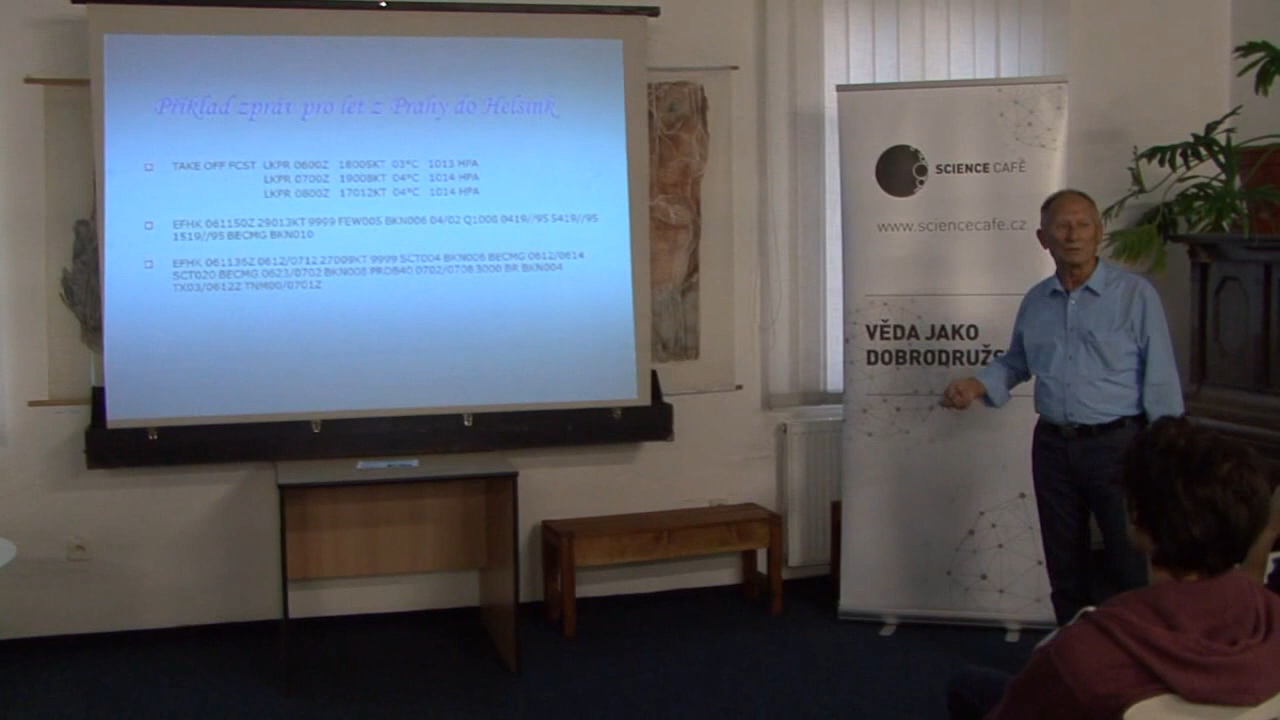 Příklad zpráv pro let z Prahy do Helsink
TAKE OFF FCST LKPR 0600Z 18005KT 03°C 1013 HPA
LKPR 0700Z 19008KT 04°C 1014 HPA
LKPR 0800Z 17012KT 04°C 1014 HPA
EFHK 061150Z 29013KT 9999 FEW005 BKN006 04/02 Q1008 0419//95 5419//95
1519//95 BECMG BKN010
EFHK 061136Z 0612/0712 27009KT 9999 SCT004 BKN006 BECMG 0612/0614
SCT020 BECMG 0623/0702 BKN008 PROB40 0702/0708 3000 BR BKN004
TX03/0612Z TNM00/0701Z
SCIENCE CAFÉ
www.sciencecafe.cz
VĚDA JAKO
DOBRODRUŽS